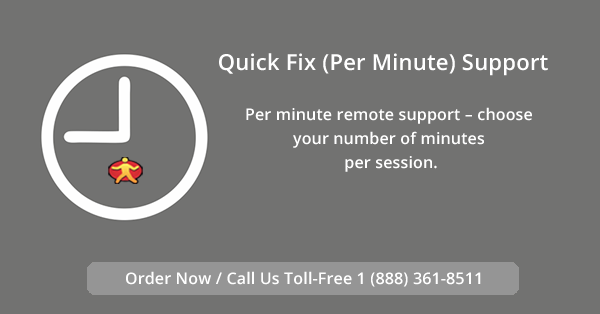 Quick Fix (Per Minute) Support
Per minute remote support – choose
your number of minutes
per session.
Order Now / Call Us Toll-Free 1 (888) 361-8511